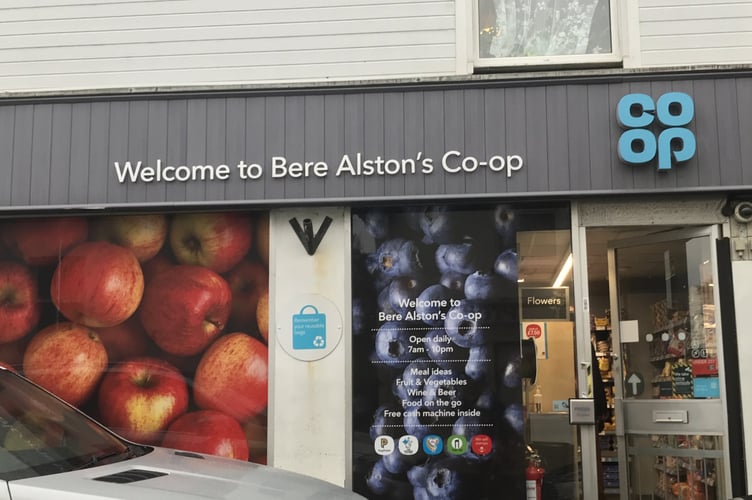 Welcome to Bere Alston's Co-op
co
op
Remember
your reusable
bags
Welcome to
Bere Alston's Co-op
Open daily
7am - 10pm
Meal ideas
Fruit & Vegetables
Wine & Beer
Food on the go
Free cash machine inside
Flowers